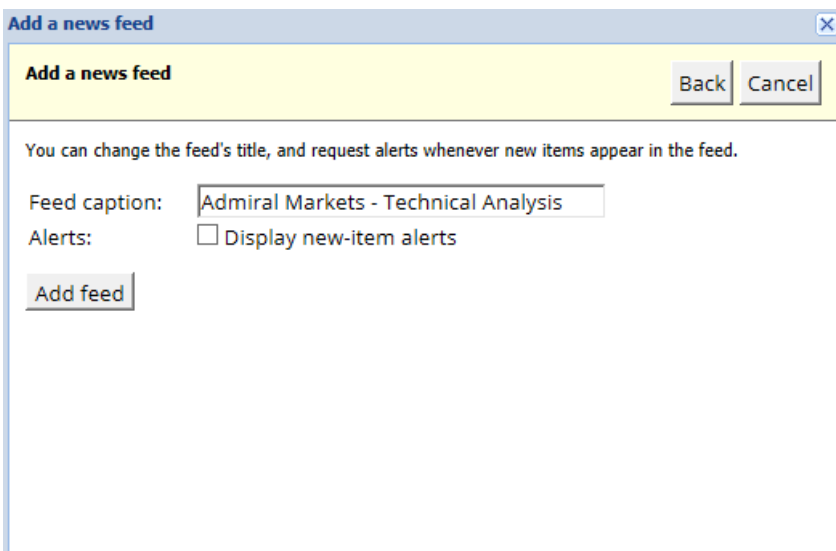 Add a news feed
Add a news feed
Back Cancel
You can change the feed's title, and request alerts whenever new items appear in the feed.
Feed caption: Admiral Markets - Technical Analysis
Alerts: Display new-item alerts
Add feed